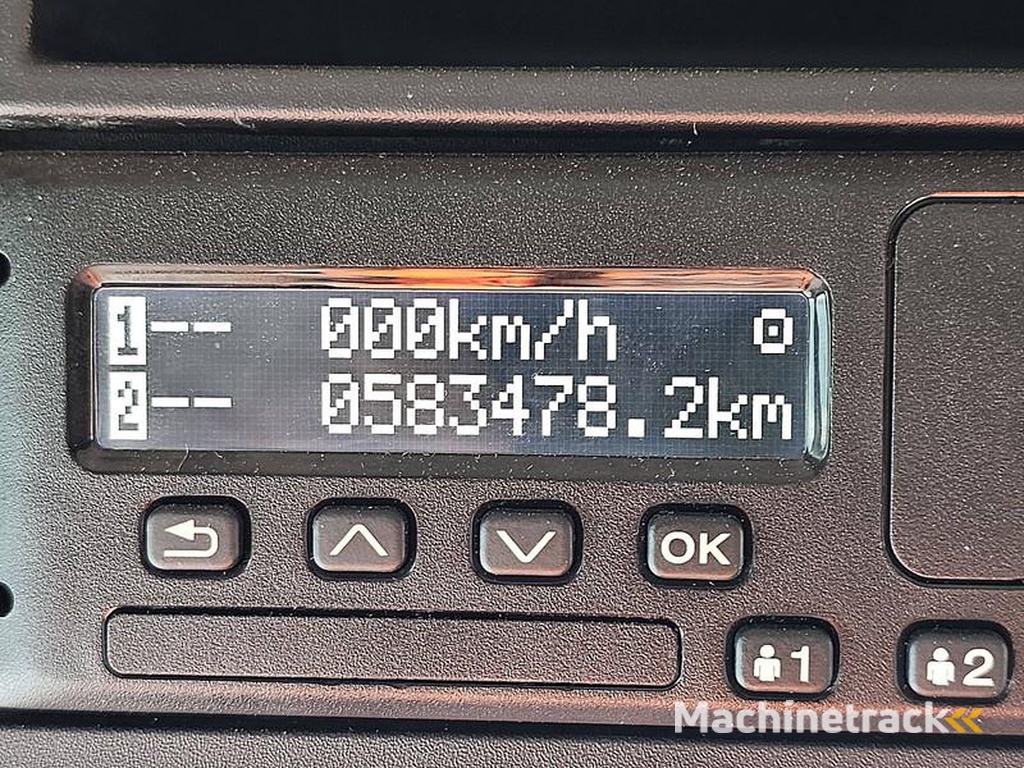 1-- 000km/h
2-- 0583478.2km
OK
1
2
Machinetrack